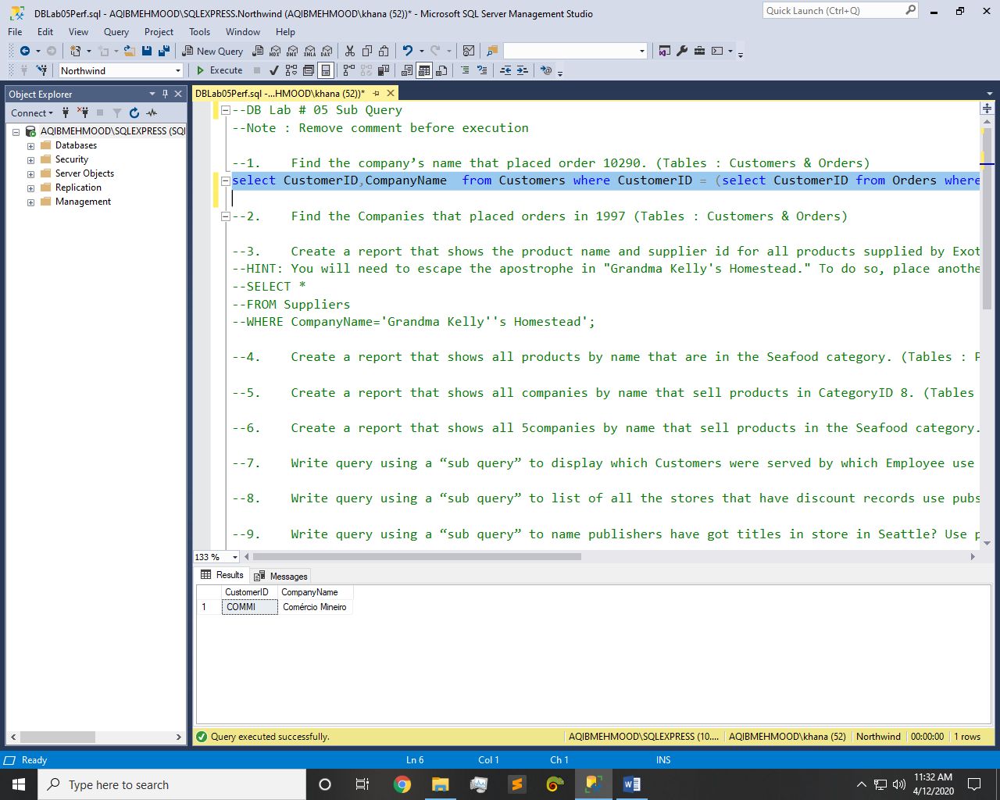 DBLab05Perf.sql - AQIBMEHMOOD\SQLEXPRESS.Northwind (AQIBMEHMOOD\khana (52))* - Microsoft SQL Server Management Studio
Quick Launch (Ctrl+Q)
File Edit View Query Project Tools Window Help
New Query
MDX DMX XMLA DAX
Northwind
Execute
Object Explorer
DBLab05Perf.sql -...HMOOD\khana (52))*
Connect
AQIBMEHMOOD\SQLEXPRESS (SQl
Databases
Security
Server Objects
Replication
Management
--DB Lab # 05 Sub Query
--Note : Remove comment before execution
--1. Find the company’s name that placed order 10290. (Tables : Customers & Orders)
select CustomerID,CompanyName from Customers where CustomerID = (select CustomerID from Orders where
--2. Find the Companies that placed orders in 1997 (Tables : Customers & Orders)
--3. Create a report that shows the product name and supplier id for all products supplied by Exot
--HINT: You will need to escape the apostrophe in "Grandma Kelly's Homestead." To do so, place anothe
--SELECT *
--FROM Suppliers
--WHERE CompanyName='Grandma Kelly''s Homestead';
--4. Create a report that shows all products by name that are in the Seafood category. (Tables : P
--5. Create a report that shows all companies by name that sell products in CategoryID 8. (Tables
--6. Create a report that shows all 5companies by name that sell products in the Seafood category.
--7. Write query using a “sub query” to display which Customers were served by which Employee use
--8. Write query using a “sub query” to list of all the stores that have discount records use pubs
--9. Write query using a “sub query” to name publishers have got titles in store in Seattle? Use p
133 %
Results Messages
CustomerID CompanyName
1 COMMI Comércio Mineiro
Query executed successfully.
AQIBMEHMOOD\SQLEXPRESS (10.... AQIBMEHMOOD\khana (52) Northwind 00:00:00 1 rows
Ready Ln 6 Col 1 Ch 1 INS
Type here to search
11:32 AM
4/12/2020